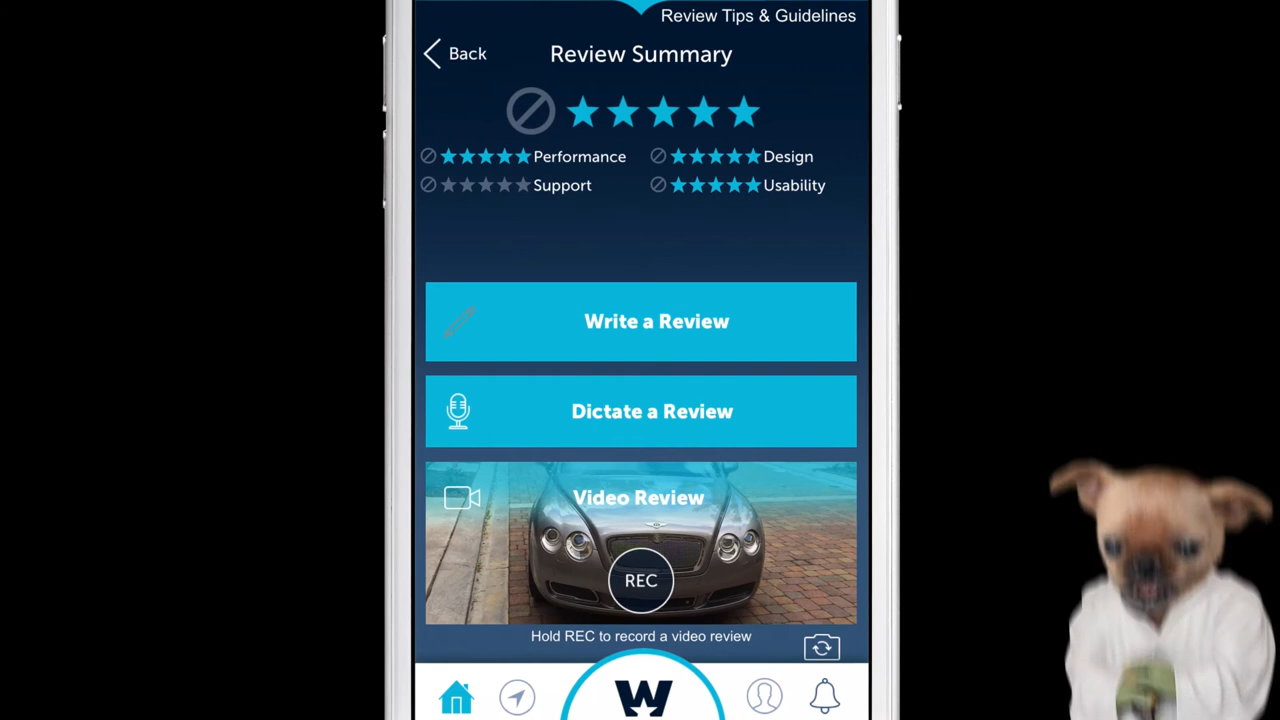 Review Tips & Guidelines
Back
Review Summary
Performance
Design
Support
Usability
Write a Review
Dictate a Review
Video Review
REC
Hold REC to record a video review
W